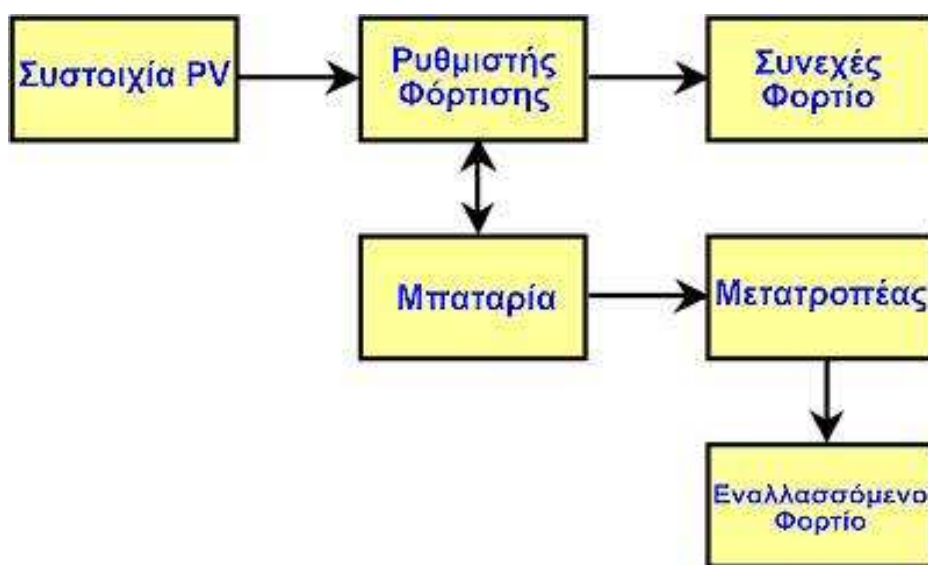 Συστοιχία PV
Ρυθμιστής
Φόρτισης
Συνεχές
Φορτίο
Μπαταρία
Μετατροπέας
Εναλλασσόμενο
Φορτίο